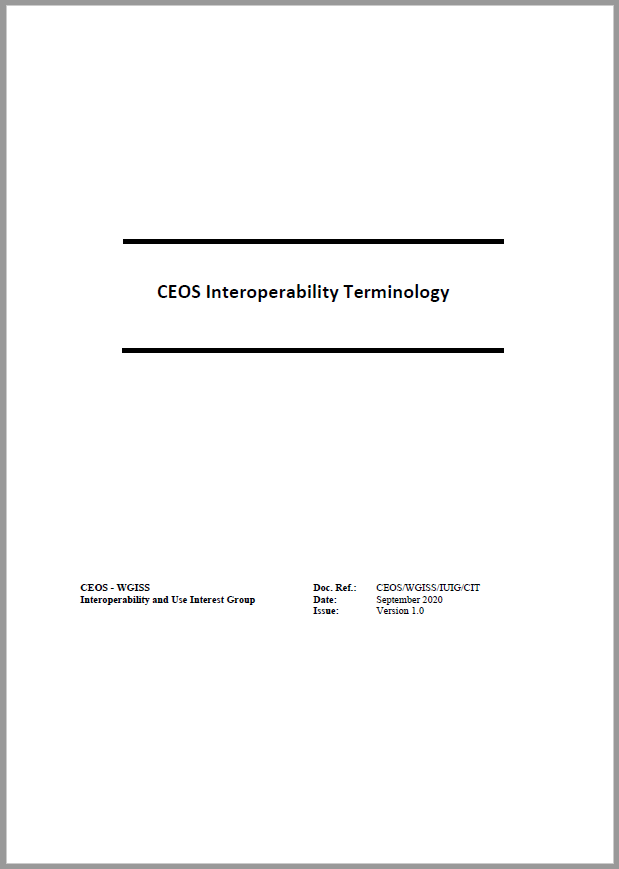 CEOS Interoperability Terminology
CEOS - WGISS
Interoperability and Use Interest Group
Doc. Ref.: CEOS/WGISS/IUIG/CIT
Date: September 2020
Issue: Version 1.0